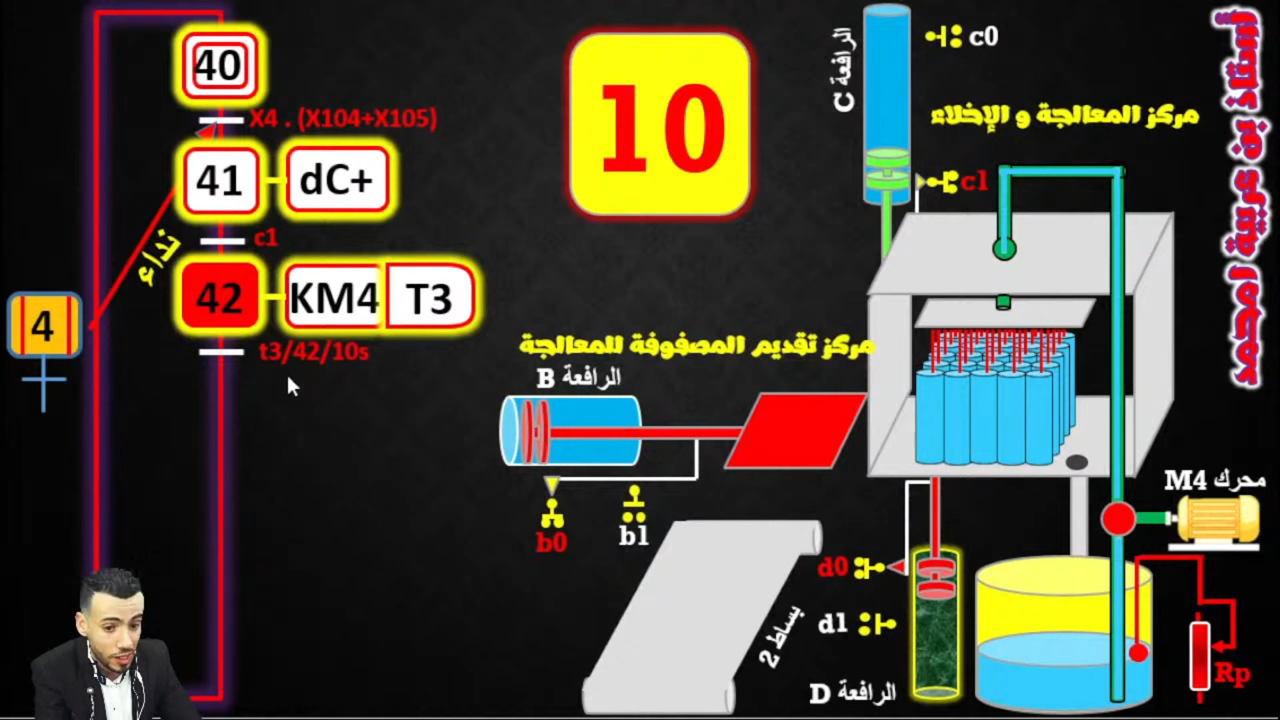 40
X4 . (X104+X105)
41
dC+
c1
نداء
42
KM4
T3
t3/42/10s
4
10
الرافعة C
c0
مركز المعالجة و الإخلاء
c1
أستاذ بن عربية امحمد
مركز تقديم المصفوفة للمعالجة
الرافعة B
b0
b1
محرك M4
d0
d1
بساط 2
الرافعة D
Rp